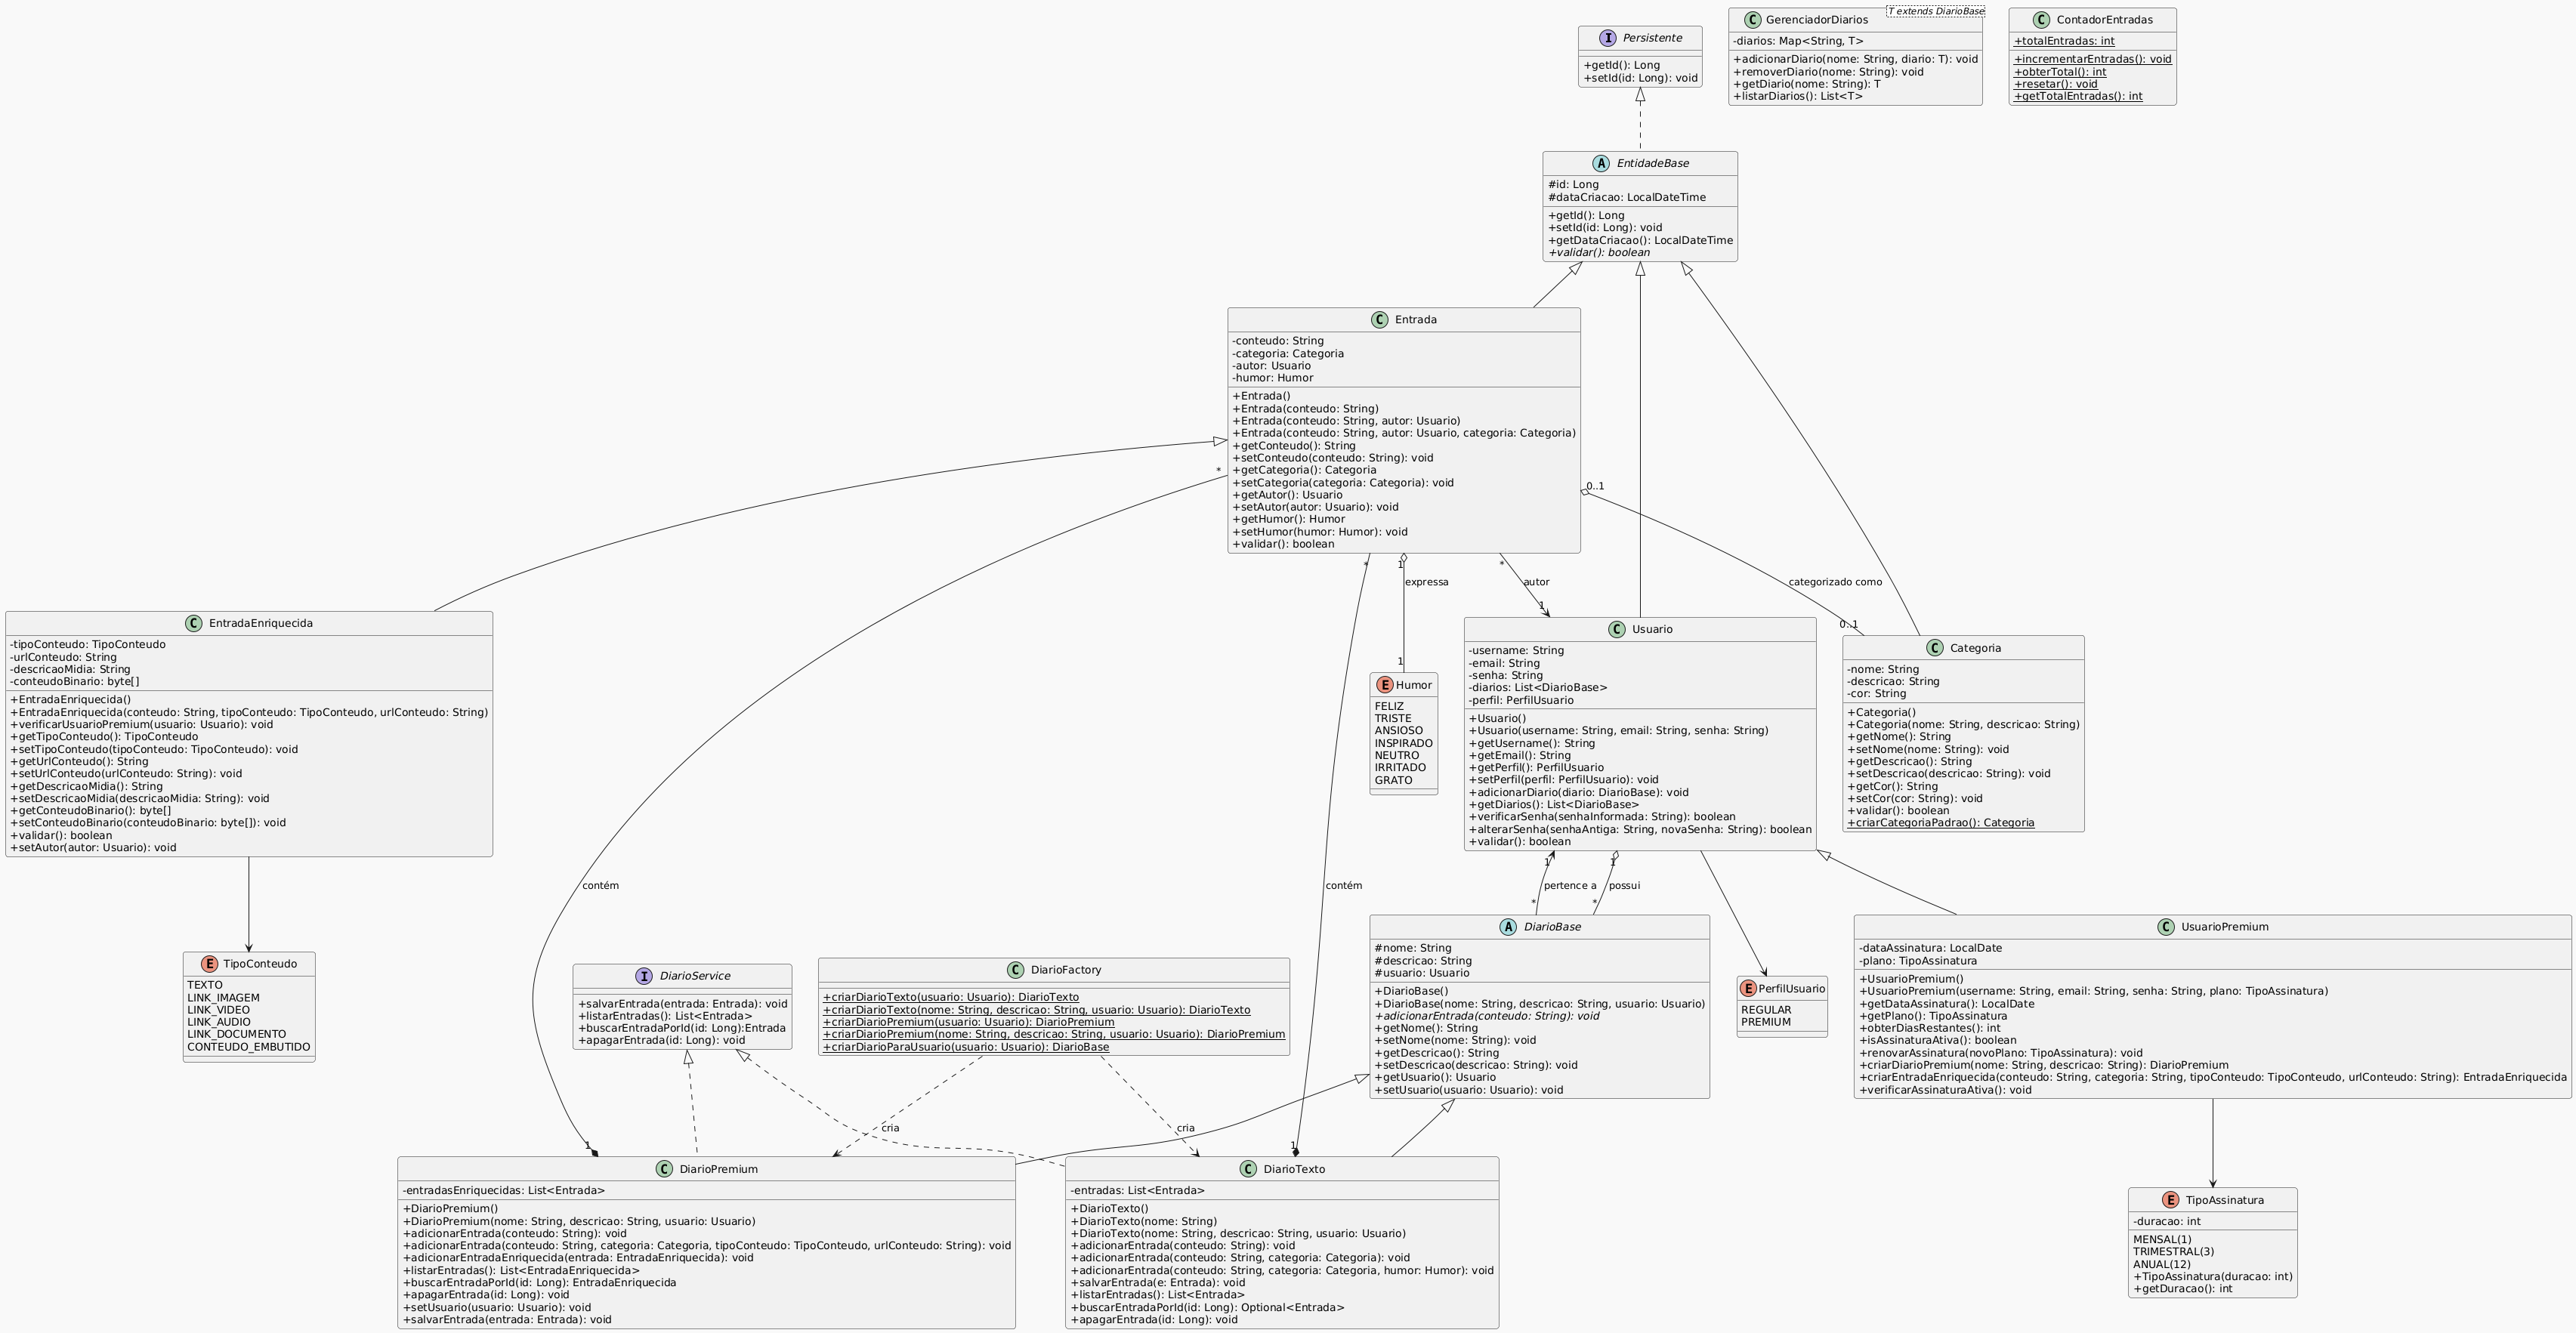 I Persistente
+getId(): Long
+setId(id: Long): void
C GerenciadorDiarios
T extends DiarioBase
-diarios: Map<String, T>
+adicionarDiario(nome: String, diario: T): void
+removerDiario(nome: String): void
+getDiario(nome: String): T
+listarDiarios(): List<T>
C ContadorEntradas
+totalEntradas: int
+incrementarEntradas(): void
+obterTotal(): int
+resetar(): void
+getTotalEntradas(): int
A EntidadeBase
#id: Long
#dataCriacao: LocalDateTime
+getId(): Long
+setId(id: Long): void
+getDataCriacao(): LocalDateTime
+validar(): boolean
C Entrada
-conteudo: String
-categoria: Categoria
-autor: Usuario
-humor: Humor
+Entrada()
+Entrada(conteudo: String)
+Entrada(conteudo: String, autor: Usuario)
+Entrada(conteudo: String, autor: Usuario, categoria: Categoria)
+getConteudo(): String
+setConteudo(conteudo: String): void
+getCategoria(): Categoria
+setCategoria(categoria: Categoria): void
+getAutor(): Usuario
+setAutor(autor: Usuario): void
+getHumor(): Humor
+setHumor(humor: Humor): void
+validar(): boolean
*
0..1
* 1 *
expressa
autor
categorizado como
1
1
0..1
C EntradaEnriquecida
-tipoConteudo: TipoConteudo
-urlConteudo: String
-descricaoMidia: String
-conteudoBinario: byte[]
+EntradaEnriquecida()
+EntradaEnriquecida(conteudo: String, tipoConteudo: TipoConteudo, urlConteudo: String)
+verificarUsuarioPremium(usuario: Usuario): void
+getTipoConteudo(): TipoConteudo
+setTipoConteudo(tipoConteudo: TipoConteudo): void
+getUrlConteudo(): String
+setUrlConteudo(urlConteudo: String): void
+getDescricaoMidia(): String
+setDescricaoMidia(descricaoMidia: String): void
+getConteudoBinario(): byte[]
+setConteudoBinario(conteudoBinario: byte[]): void
+validar(): boolean
+setAutor(autor: Usuario): void
E Humor
FELIZ
TRISTE
ANSIOSO
INSPIRADO
NEUTRO
IRRITADO
GRATO
C Usuario
-username: String
-email: String
-senha: String
-diarios: List<DiarioBase>
-perfil: PerfilUsuario
+Usuario()
+Usuario(username: String, email: String, senha: String)
+getUsername(): String
+getEmail(): String
+getPerfil(): PerfilUsuario
+setPerfil(perfil: PerfilUsuario): void
+adicionarDiario(diario: DiarioBase): void
+getDiarios(): List<DiarioBase>
+verificarSenha(senhaInformada: String): boolean
+alterarSenha(senhaAntiga: String, novaSenha: String): boolean
+validar(): boolean
C Categoria
-nome: String
-descricao: String
-cor: String
+Categoria()
+Categoria(nome: String, descricao: String)
+getNome(): String
+setNome(nome: String): void
+getDescricao(): String
+setDescricao(descricao: String): void
+getCor(): String
+setCor(cor: String): void
+validar(): boolean
+criarCategoriaPadrao(): Categoria
contém
contém
1 1
pertence a
possui
* *
E TipoConteudo
TEXTO
LINK_IMAGEM
LINK_VIDEO
LINK_AUDIO
LINK_DOCUMENTO
CONTEUDO_EMBUTIDO
I DiarioService
+salvarEntrada(entrada: Entrada): void
+listarEntradas(): List<Entrada>
+buscarEntradaPorId(id: Long):Entrada
+apagarEntrada(id: Long): void
C DiarioFactory
+criarDiarioTexto(usuario: Usuario): DiarioTexto
+criarDiarioTexto(nome: String, descricao: String, usuario: Usuario): DiarioTexto
+criarDiarioPremium(usuario: Usuario): DiarioPremium
+criarDiarioPremium(nome: String, descricao: String, usuario: Usuario): DiarioPremium
+criarDiarioParaUsuario(usuario: Usuario): DiarioBase
A DiarioBase
#nome: String
#descricao: String
#usuario: Usuario
+DiarioBase()
+DiarioBase(nome: String, descricao: String, usuario: Usuario)
+adicionarEntrada(conteudo: String): void
+getNome(): String
+setNome(nome: String): void
+getDescricao(): String
+setDescricao(descricao: String): void
+getUsuario(): Usuario
+setUsuario(usuario: Usuario): void
E PerfilUsuario
REGULAR
PREMIUM
C UsuarioPremium
-dataAssinatura: LocalDate
-plano: TipoAssinatura
+UsuarioPremium()
+UsuarioPremium(username: String, email: String, senha: String, plano: TipoAssinatura)
+getDataAssinatura(): LocalDate
+getPlano(): TipoAssinatura
+obterDiasRestantes(): int
+isAssinaturaAtiva(): boolean
+renovarAssinatura(novoPlano: TipoAssinatura): void
+criarDiarioPremium(nome: String, descricao: String): DiarioPremium
+criarEntradaEnriquecida(conteudo: String, categoria: String, tipoConteudo: TipoConteudo, urlConteudo: String): EntradaEnriquecida
+verificarAssinaturaAtiva(): void
cria
cria
1
1
C DiarioPremium
-entradasEnriquecidas: List<Entrada>
+DiarioPremium()
+DiarioPremium(nome: String, descricao: String, usuario: Usuario)
+adicionarEntrada(conteudo: String): void
+adicionarEntrada(conteudo: String, categoria: Categoria, tipoConteudo: TipoConteudo, urlConteudo: String): void
+adicionarEntradaEnriquecida(entrada: EntradaEnriquecida): void
+listarEntradas(): List<EntradaEnriquecida>
+buscarEntradaPorId(id: Long): EntradaEnriquecida
+apagarEntrada(id: Long): void
+setUsuario(usuario: Usuario): void
+salvarEntrada(entrada: Entrada): void
C DiarioTexto
-entradas: List<Entrada>
+DiarioTexto()
+DiarioTexto(nome: String)
+DiarioTexto(nome: String, descricao: String, usuario: Usuario)
+adicionarEntrada(conteudo: String): void
+adicionarEntrada(conteudo: String, categoria: Categoria): void
+adicionarEntrada(conteudo: String, categoria: Categoria, humor: Humor): void
+salvarEntrada(e: Entrada): void
+listarEntradas(): List<Entrada>
+buscarEntradaPorId(id: Long): Optional<Entrada>
+apagarEntrada(id: Long): void
E TipoAssinatura
-duracao: int
MENSAL(1)
TRIMESTRAL(3)
ANUAL(12)
+TipoAssinatura(duracao: int)
+getDuracao(): int